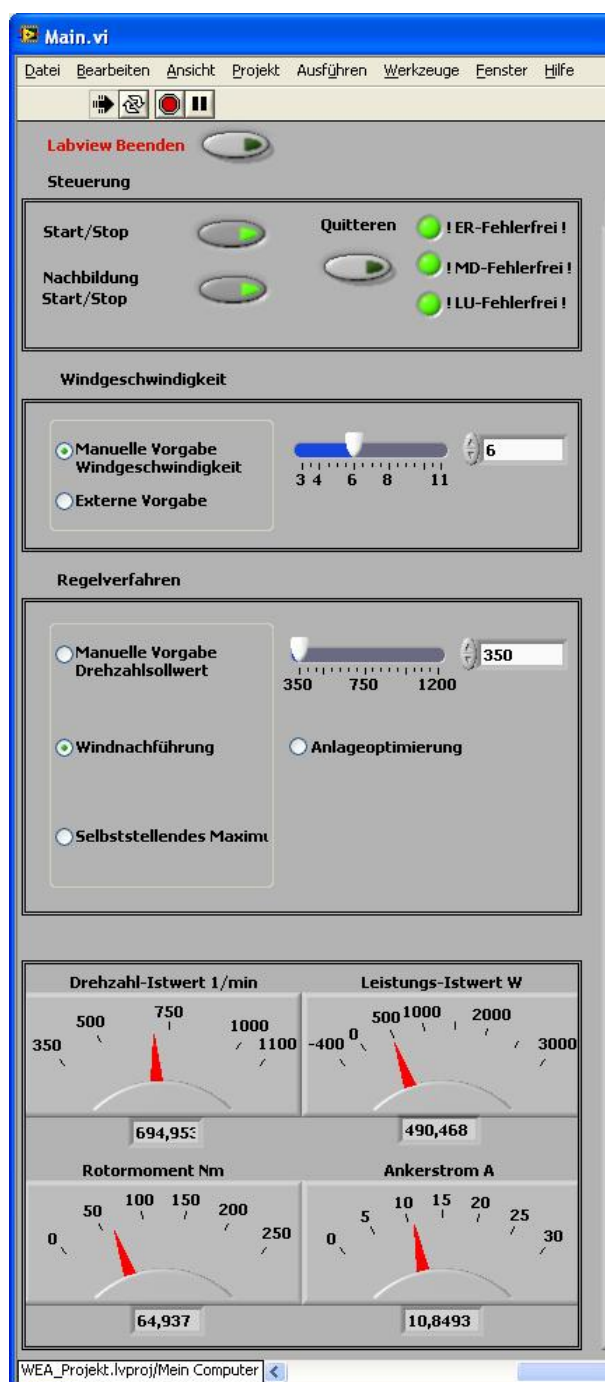 Main.vi
Datei Bearbeiten Ansicht Projekt Ausführen Werkzeuge Fenster Hilfe
Labview Beenden
Steuerung
Start/Stop
Quitteren
! ER-Fehlerfrei !
Nachbildung
Start/Stop
! MD-Fehlerfrei !
! LU-Fehlerfrei !
Windgeschwindigkeit
Manuelle Vorgabe
Windgeschwindigkeit
Externe Vorgabe
3 4 6 8 11
6
Regelverfahren
Manuelle Vorgabe
Drehzahlsollwert
350 750 1200
350
Windnachführung
Anlageoptimierung
Selbststellendes Maximu
Drehzahl-Istwert 1/min
350 500 750 1000 1100
694,953
Leistungs-Istwert W
-400 0 500 1000 2000 3000
490,468
Rotormoment Nm
0 50 100 150 200 250
64,937
Ankerstrom A
0 5 10 15 20 25 30
10,8493
WEA_Projekt.lvproj/Mein Computer